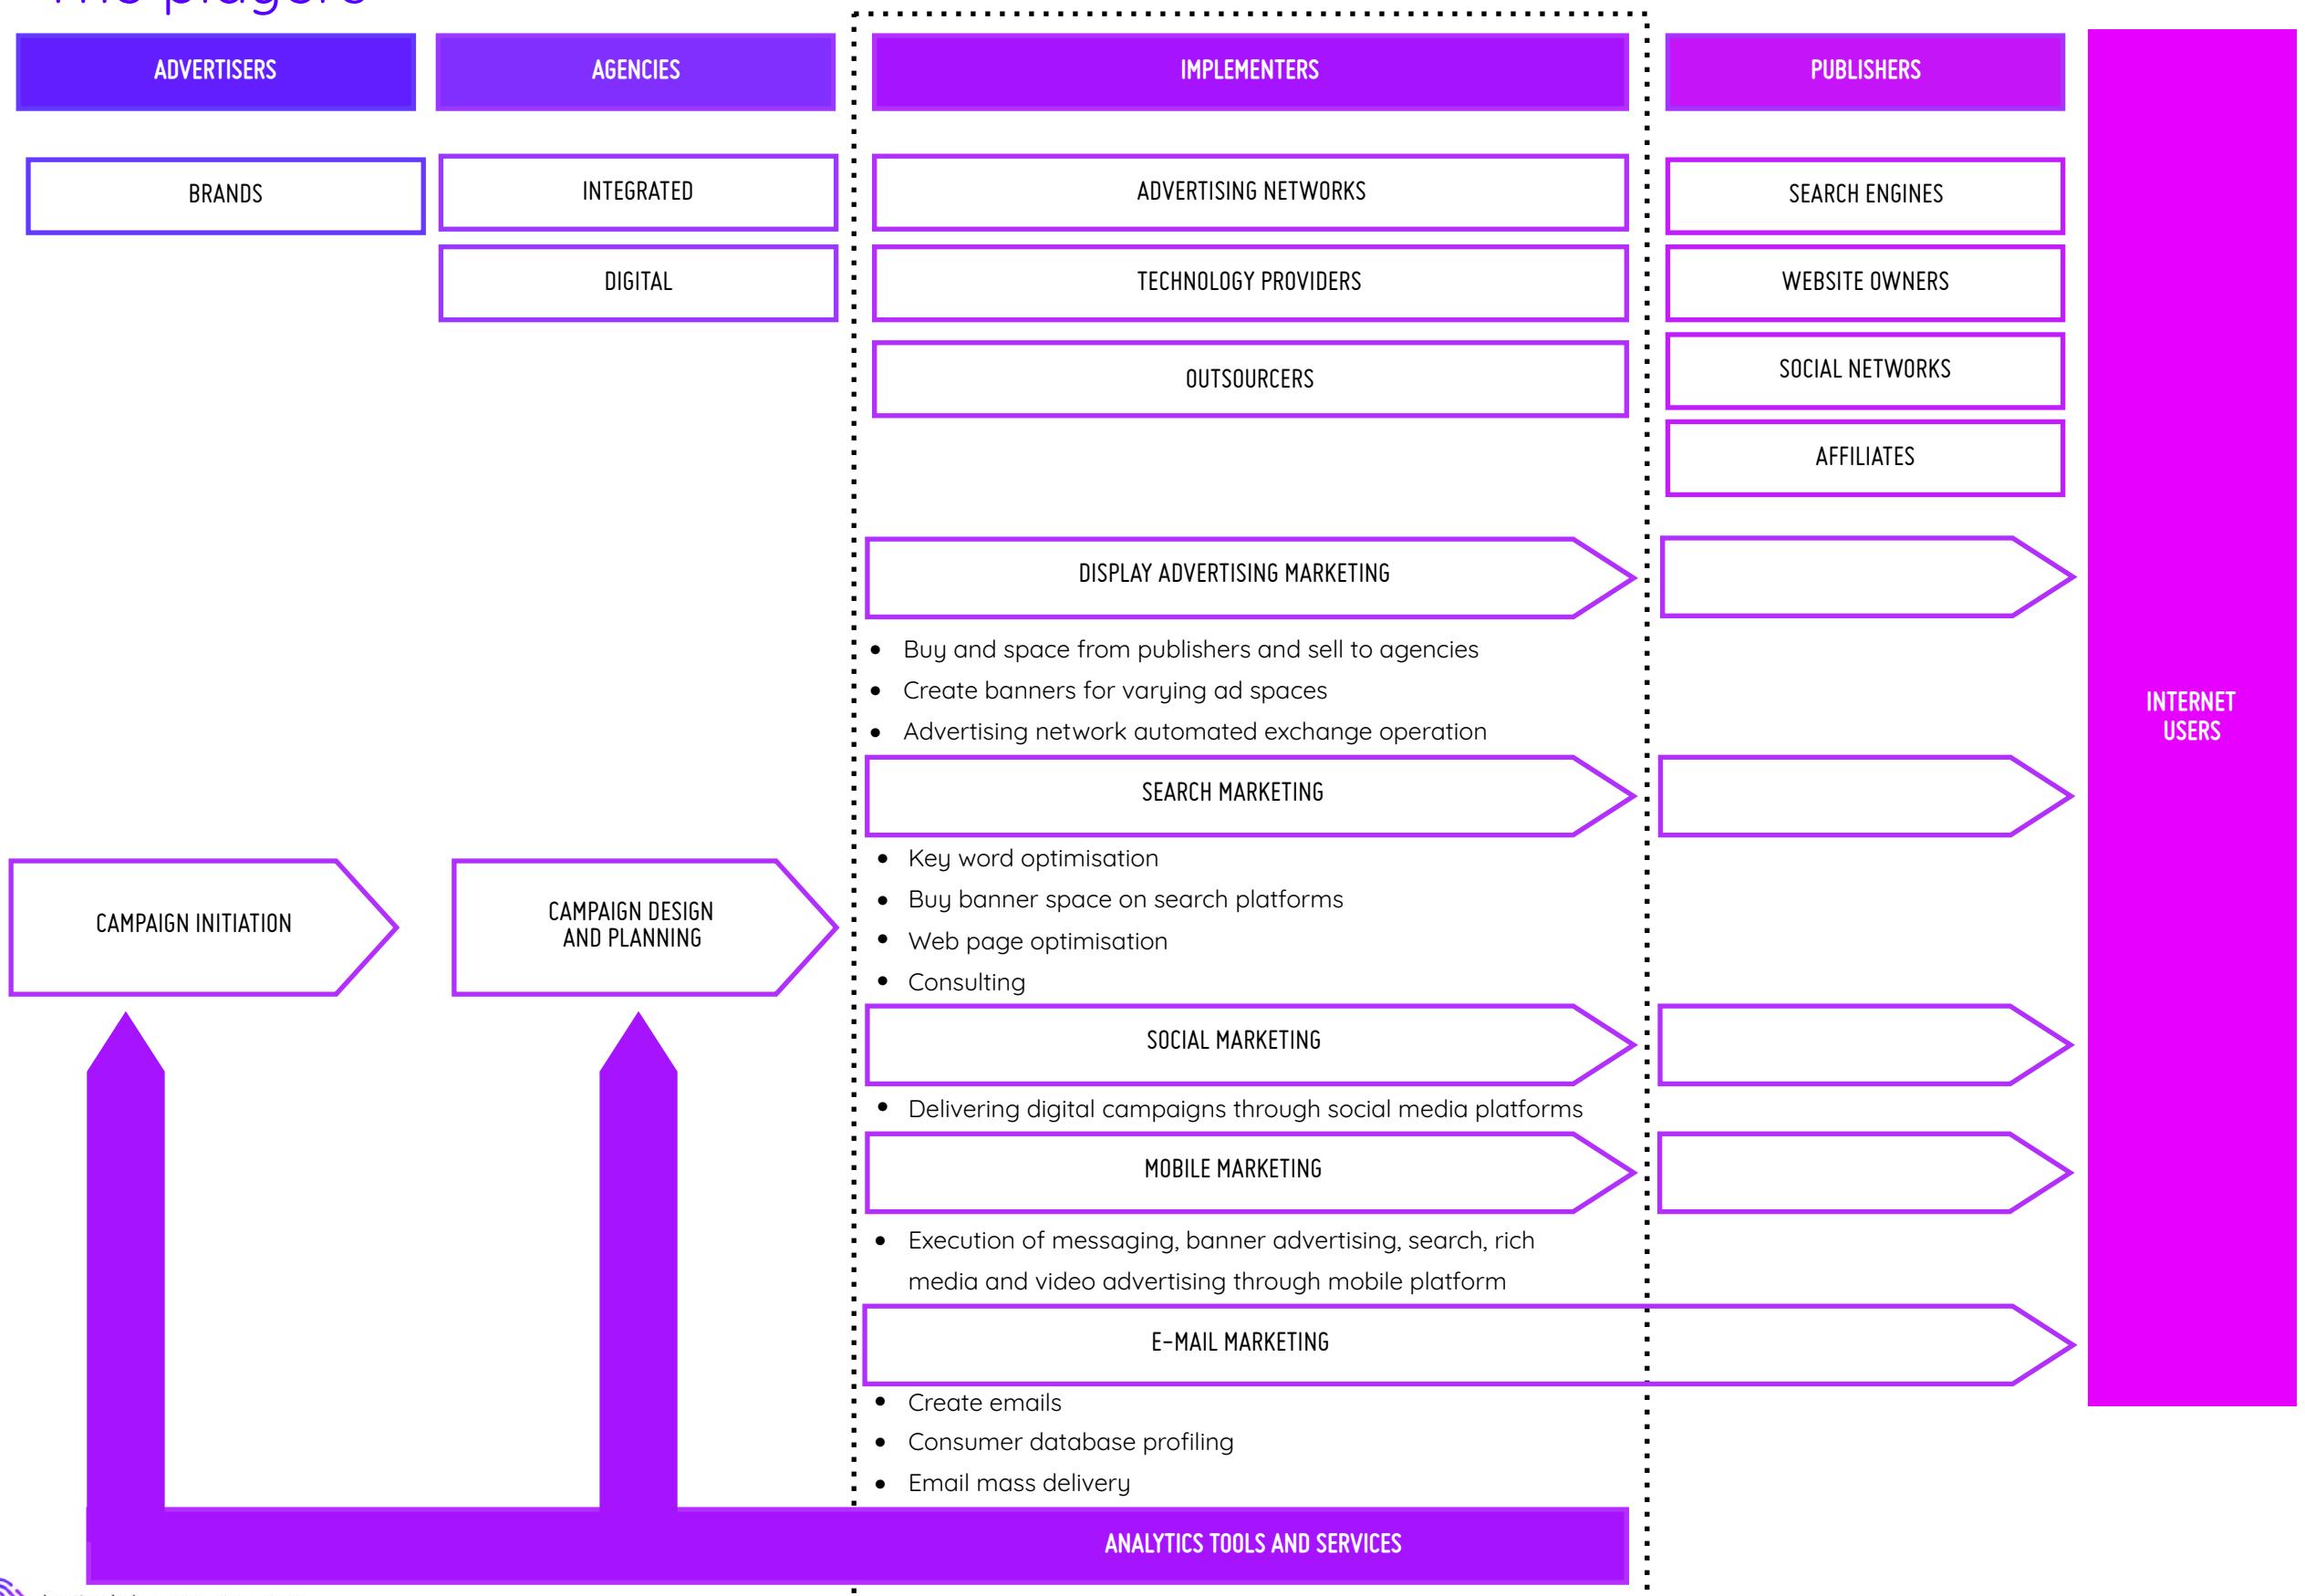 The players
ADVERTISERS
AGENCIES
IMPLEMENTERS
PUBLISHERS
BRANDS
INTEGRATED
ADVERTISING NETWORKS
SEARCH ENGINES
DIGITAL
TECHNOLOGY PROVIDERS
WEBSITE OWNERS
OUTSOURCERS
SOCIAL NETWORKS
AFFILIATES
DISPLAY ADVERTISING MARKETING
• Buy and space from publishers and sell to agencies
• Create banners for varying ad spaces
• Advertising network automated exchange operation
INTERNET
USERS
SEARCH MARKETING
• Key word optimisation
• Buy banner space on search platforms
• Web page optimisation
• Consulting
CAMPAIGN INITIATION
CAMPAIGN DESIGN
AND PLANNING
SOCIAL MARKETING
• Delivering digital campaigns through social media platforms
MOBILE MARKETING
• Execution of messaging, banner advertising, search, rich
media and video advertising through mobile platform
E-MAIL MARKETING
• Create emails
• Consumer database profiling
• Email mass delivery
ANALYTICS TOOLS AND SERVICES